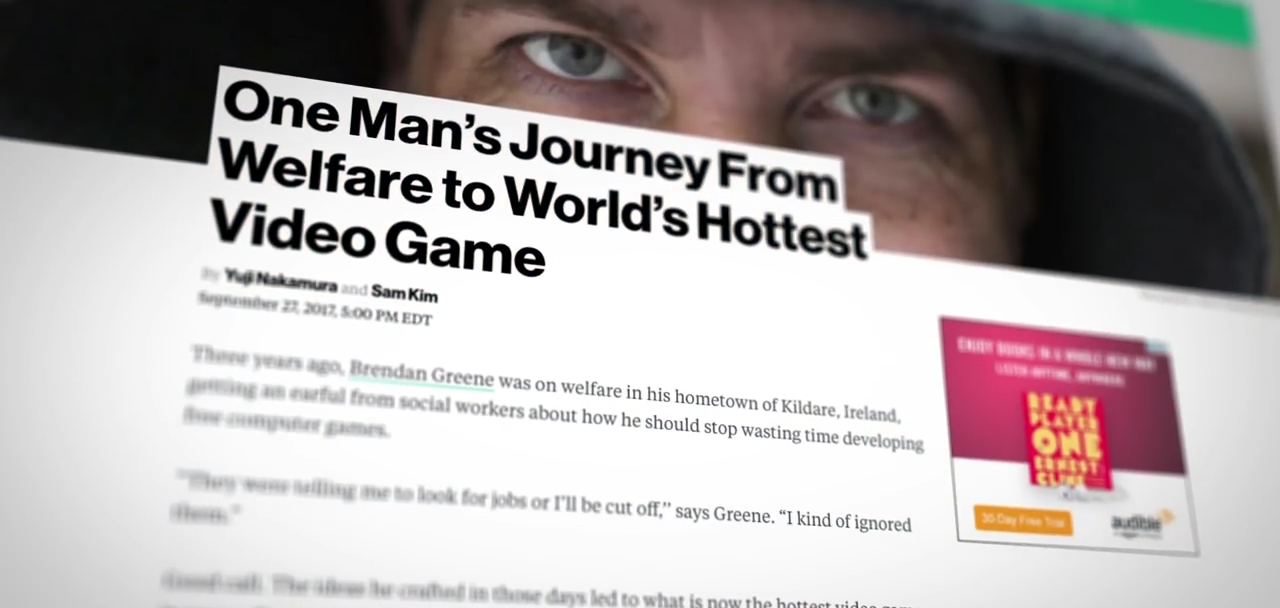 One Man’s Journey From
Welfare to World’s Hottest
Video Game
By Yuji Nakamura and Sam Kim
September 27, 2017, 5:00 PM EDT
Three years ago, Brendan Greene was on welfare in his hometown of Kildare, Ireland,
getting an earful from social workers about how he should stop wasting time developing
free computer games.
"They were telling me to look for jobs or I’ll be cut off,” says Greene. “I kind of ignored
them."
Good call. The ideas he crafted in those days led to what is now the hottest video
ENJOY BOOKS IN A WHOLE NEW WAY
LISTEN ANYTIME, ANYWHERE
READY
PLAYER
ONE
ERNEST
CLINE
30-Day Free Trial
audible